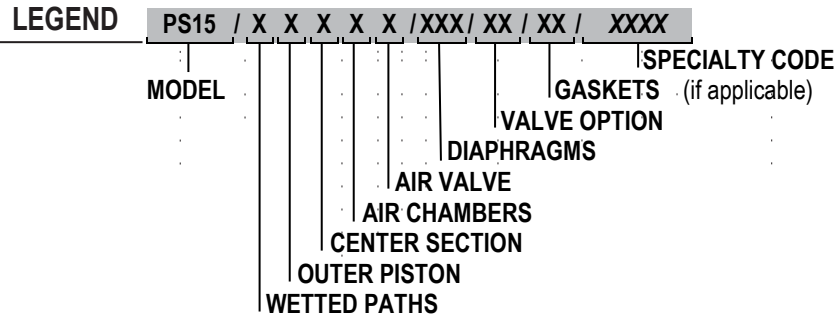 LEGEND PS15 / X X X X X / XXX / XX / XX / XXXX
SPECIALTY CODE
MODEL GASKETS (if applicable)
VALVE OPTION
DIAPHRAGMS
AIR VALVE
AIR CHAMBERS
CENTER SECTION
OUTER PISTON
WETTED PATHS